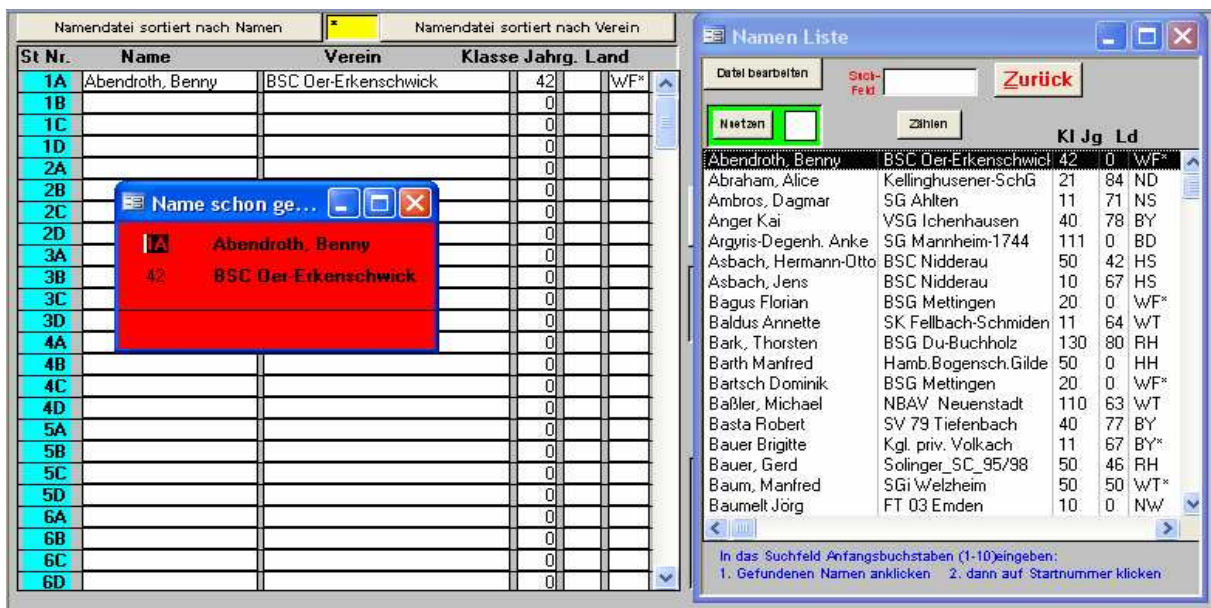 Namendatei sortiert nach Namen * Namendatei sortiert nach Verein
St Nr. Name Verein Klasse Jahrg. Land
1A Abendroth, Benny BSC Oer-Erkenschwick 42 WF*
1B 0
1C 0
1D 0
2A 0
2B 0
2C 0
2D 0
3A 0
3B 0
3C 0
3D 0
4A 0
4B 0
4C 0
4D 0
5A 0
5B 0
5C 0
5D 0
6A 0
6B 0
6C 0
6D 0
Name schon ge...
1A Abendroth, Benny
42 BSC Oer-Erkenschwick
Namen Liste
Datei bearbeiten Such-Feld Zurück
N setzen Zählen
Kl Jg Ld
Abendroth, Benny BSC Oer-Erkenschwick 42 0 WF*
Abraham, Alice Kellinghusener-SchG 21 84 ND
Ambros, Dagmar SG Ahlten 11 71 NS
Anger Kai VSG Ichenhausen 40 78 BY
Argyris-Degenh. Anke SG Mannheim-1744 111 0 BD
Asbach, Hermann-Otto BSC Nidderau 50 42 HS
Asbach, Jens BSC Nidderau 10 67 HS
Bagus Florian BSG Mettingen 20 0 WF*
Baldus Annette SK Fellbach-Schmiden 11 64 WT
Bark, Thorsten BSG Du-Buchholz 130 80 RH
Barth Manfred Hamb.Bogensch.Gilde 50 0 HH
Bartsch Dominik BSG Mettingen 20 0 WF*
Baßler, Michael NBAV Neuenstadt 110 63 WT
Basta Robert SV 79 Tiefenbach 40 77 BY
Bauer Brigitte Kgl. priv. Volkach 11 67 BY*
Bauer, Gerd Solinger_SC_95/98 50 46 RH
Baum, Manfred SGi Welzheim 50 50 WT*
Baumelt Jörg FT 03 Emden 10 0 NW
In das Suchfeld Anfangsbuchstaben (1-10)eingeben:
1. Gefundenen Namen anklicken 2. dann auf Startnummer klicken